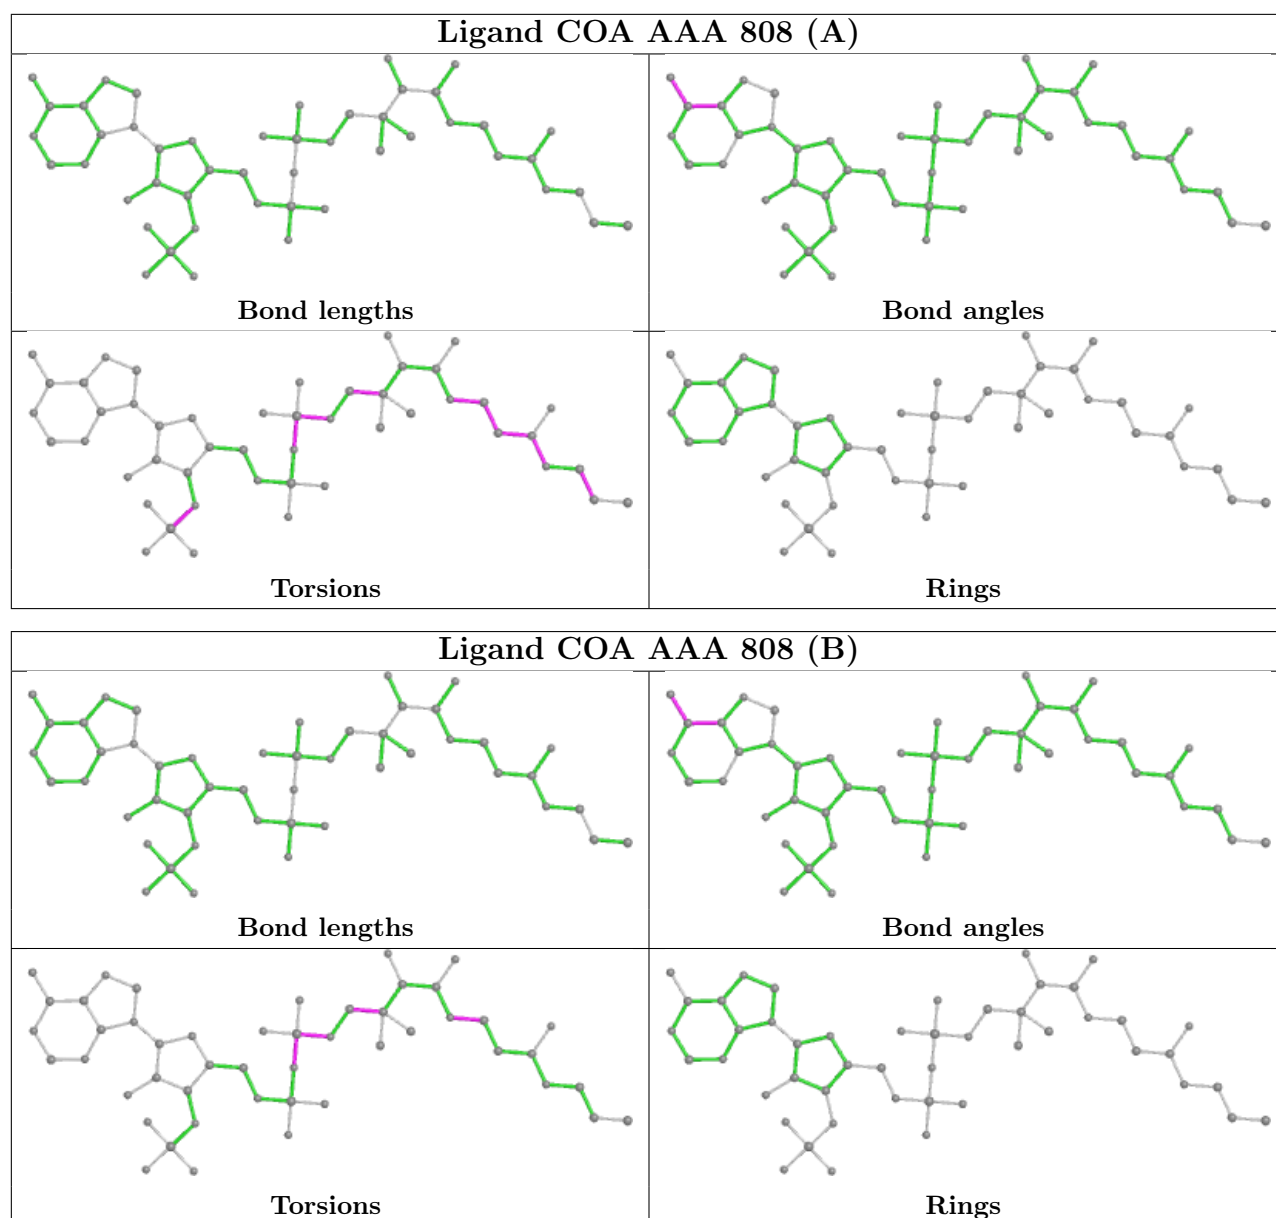 Ligand COA AAA 808 (A)
Bond lengths
Bond angles
Torsions
Rings
Ligand COA AAA 808 (B)
Bond lengths
Bond angles
Torsions
Rings